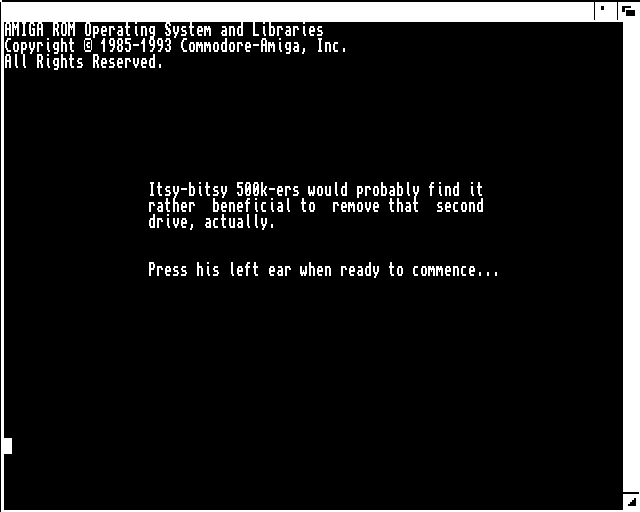 AMIGA ROM Operating System and Libraries
Copyright © 1985-1993 Commodore-Amiga, Inc.
All Rights Reserved.
Itsy-bitsy 500k-ers would probably find it
rather  beneficial to  remove that  second
drive, actually.
Press his left ear when ready to commence...